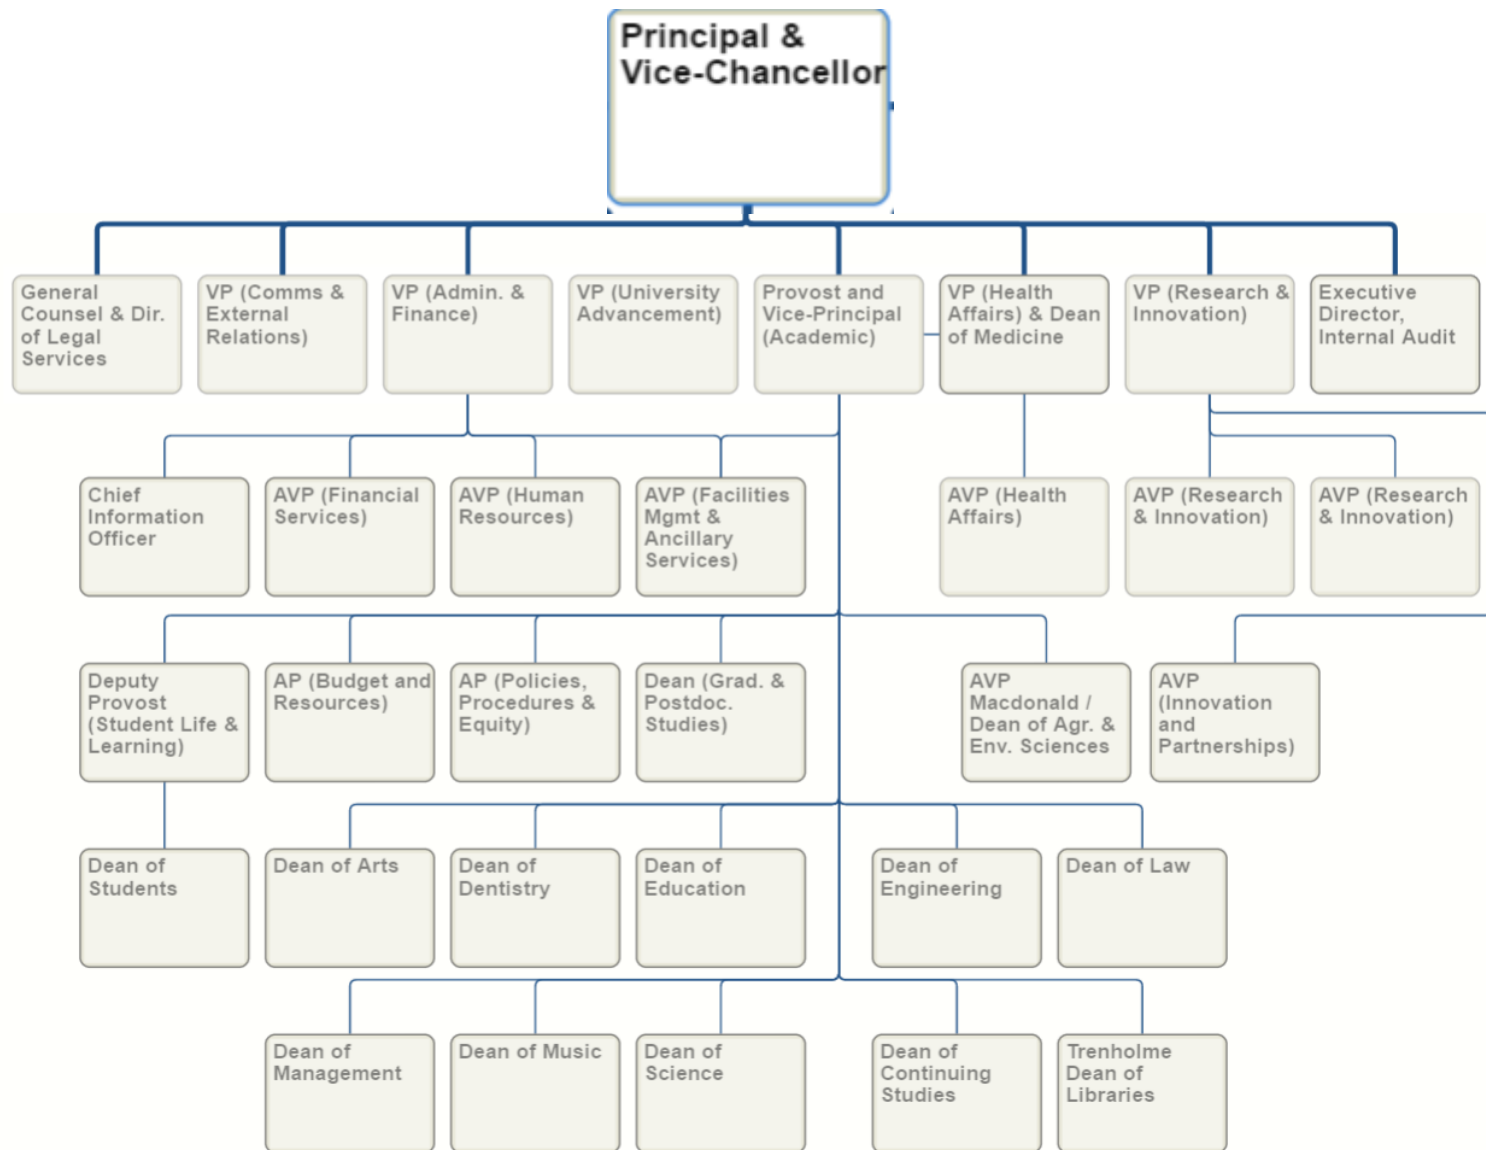 Principal &
Vice-Chancellor
General
Counsel & Dir.
of Legal
Services
VP (Comms &
External
Relations)
VP (Admin. &
Finance)
VP (University
Advancement)
Provost and
Vice-Principal
(Academic)
VP (Health
Affairs) & Dean
of Medicine
VP (Research &
Innovation)
Executive
Director,
Internal Audit
Chief
Information
Officer
AVP (Financial
Services)
AVP (Human
Resources)
AVP (Facilities
Mgmt &
Ancillary
Services)
AVP (Health
Affairs)
AVP (Research
& Innovation)
AVP (Research
& Innovation)
Deputy
Provost
(Student Life &
Learning)
AP (Budget and
Resources)
AP (Policies,
Procedures &
Equity)
Dean (Grad. &
Postdoc.
Studies)
AVP
Macdonald /
Dean of Agr. &
Env. Sciences
AVP
(Innovation
and
Partnerships)
Dean of
Students
Dean of Arts
Dean of
Dentistry
Dean of
Education
Dean of
Engineering
Dean of Law
Dean of
Management
Dean of Music
Dean of
Science
Dean of
Continuing
Studies
Trenholme
Dean of
Libraries